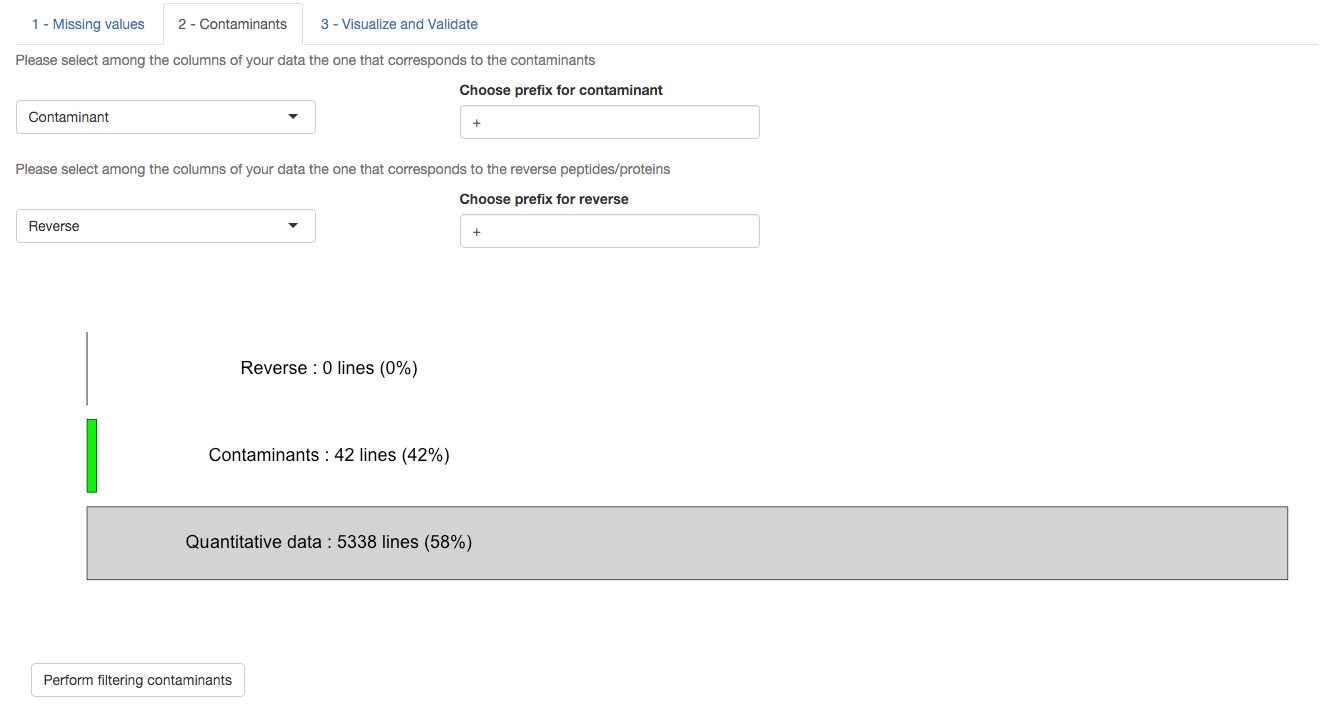 1 - Missing values 2 - Contaminants 3 - Visualize and Validate
Please select among the columns of your data the one that corresponds to the contaminants
Choose prefix for contaminant
Contaminant
+
Please select among the columns of your data the one that corresponds to the reverse peptides/proteins
Choose prefix for reverse
Reverse
+
Reverse : 0 lines (0%)
Contaminants : 42 lines (42%)
Quantitative data : 5338 lines (58%)
Perform filtering contaminants